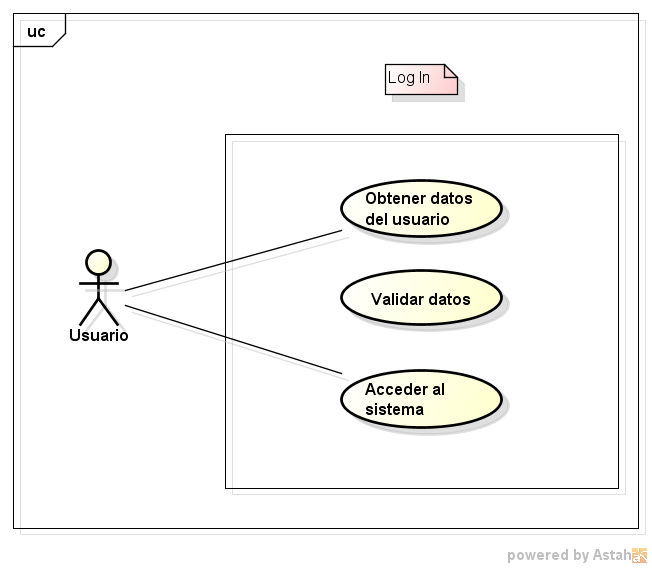 uc
Log In
Obtener datos
del usuario
Validar datos
Usuario
Acceder al
sistema
powered by Astah